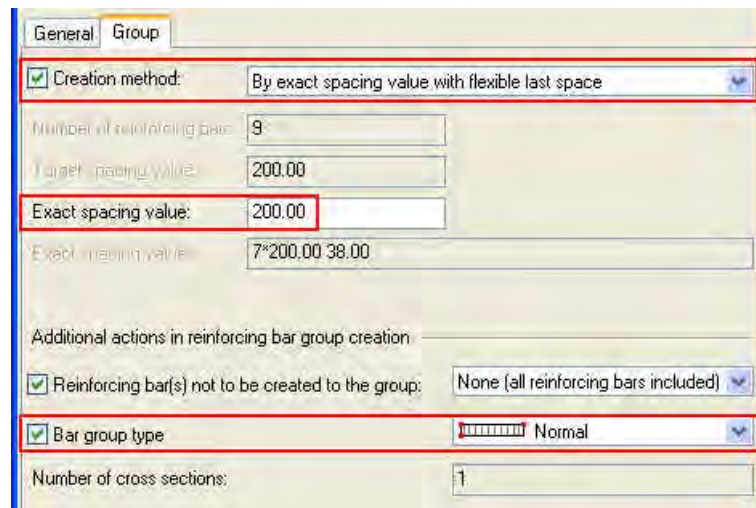 General Group
Creation method: By exact spacing value with flexible last space
Number of reinforcing bars: 9
Target spacing value: 200.00
Exact spacing value: 200.00
Exact spacing values 7*200.00 38.00
Additional actions in reinforcing bar group creation
Reinforcing bar(s) not to be created to the group: None (all reinforcing bars included)
Bar group type Normal
Number of cross sections: 1